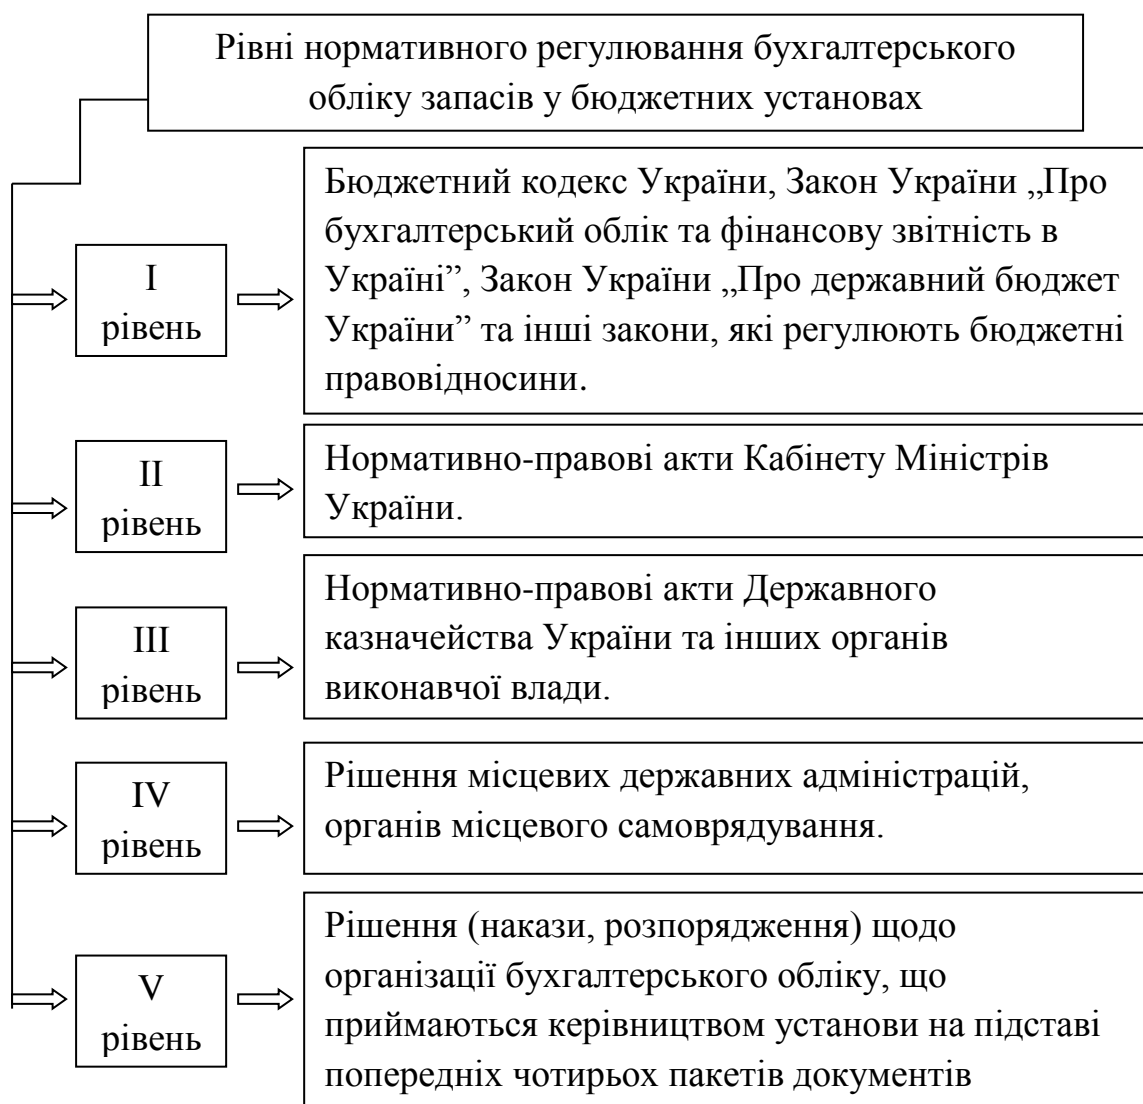 Рівні нормативного регулювання бухгалтерського
обліку запасів у бюджетних установах
I
рівень
Бюджетний кодекс України, Закон України „Про
бухгалтерський облік та фінансову звітність в
Україні”, Закон України „Про державний бюджет
України” та інші закони, які регулюють бюджетні
правовідносини.
II
рівень
Нормативно-правові акти Кабінету Міністрів
України.
III
рівень
Нормативно-правові акти Державного
казначейства України та інших органів
виконавчої влади.
IV
рівень
Рішення місцевих державних адміністрацій,
органів місцевого самоврядування.
V
рівень
Рішення (накази, розпорядження) щодо
організації бухгалтерського обліку, що
приймаються керівництвом установи на підставі
попередніх чотирьох пакетів документів